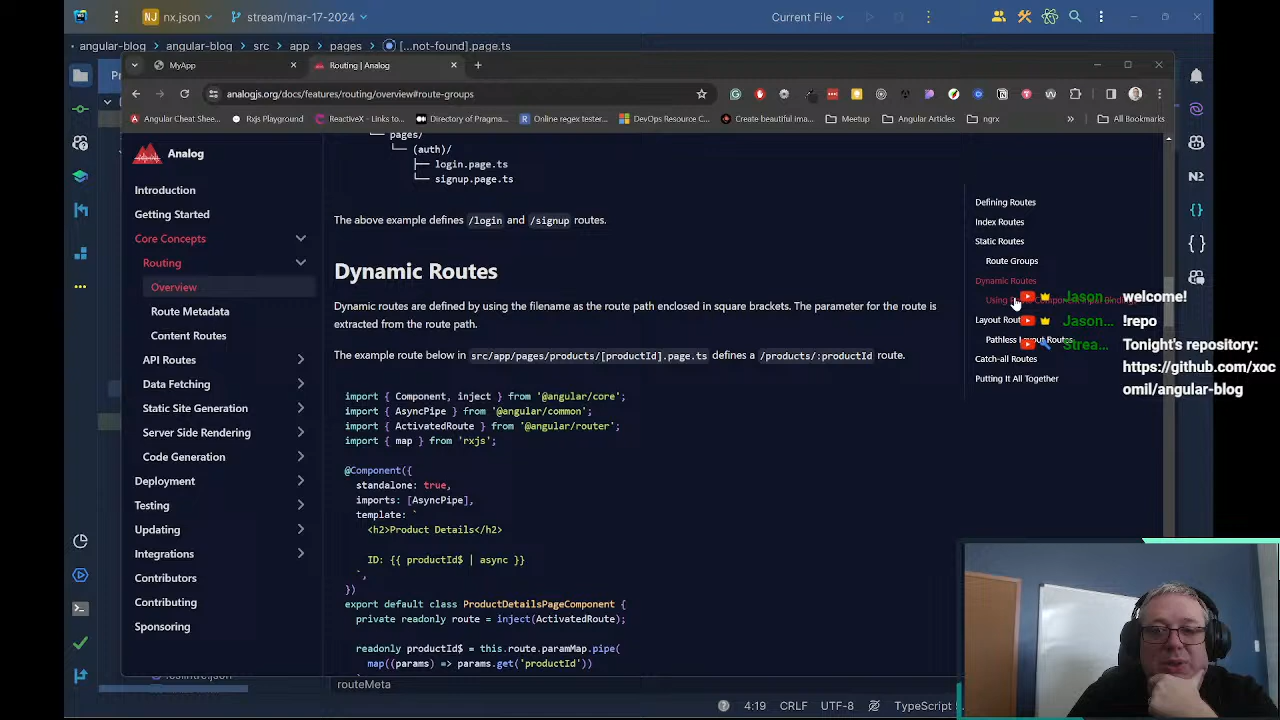 nx.json
stream/mar-17-2024
Current File
angular-blog
angular-blog
src
app
pages
[...not-found].page.ts
MyApp
Routing | Analog
analogjs.org/docs/features/routing/overview#route-groups
Angular Cheat Shee...
Rxjs Playground
ReactiveX - Links to...
Directory of Pragma...
Online regex tester...
DevOps Resource C...
Create beautiful ima...
Meetup
Angular Articles
ngrx
All Bookmarks
Analog
Introduction
Getting Started
Core Concepts
Routing
Overview
Route Metadata
Content Routes
API Routes
Data Fetching
Static Site Generation
Server Side Rendering
Code Generation
Deployment
Testing
Updating
Integrations
Contributors
Contributing
Sponsoring
pages/
└── (auth)/
├── login.page.ts
└── signup.page.ts
The above example defines /login and /signup routes.
Dynamic Routes
Dynamic routes are defined by using the filename as the route path enclosed in square brackets. The parameter for the route is
extracted from the route path.
The example route below in src/app/pages/products/[productId].page.ts defines a /products/:productId route.
import { Component, inject } from '@angular/core';
import { AsyncPipe } from '@angular/common';
import { ActivatedRoute } from '@angular/router';
import { map } from 'rxjs';
@Component({
standalone: true,
imports: [AsyncPipe],
template: `
<h2>Product Details</h2>
ID: {{ productId$ | async }}
`,
})
export default class ProductDetailsPageComponent {
private readonly route = inject(ActivatedRoute);
readonly productId$ = this.route.paramMap.pipe(
map((params) => params.get('productId'))
Defining Routes
Index Routes
Static Routes
Route Groups
Dynamic Routes
Using
Layout
Pathless Layout Routes
Catch-all Routes
Putting It All Together
Jason... welcome!
Jason... !repo
Strea... Tonight's repository:
https://github.com/xoc
omil/angular-blog
routeMeta
4:19
CRLF
UTF-8
TypeScript